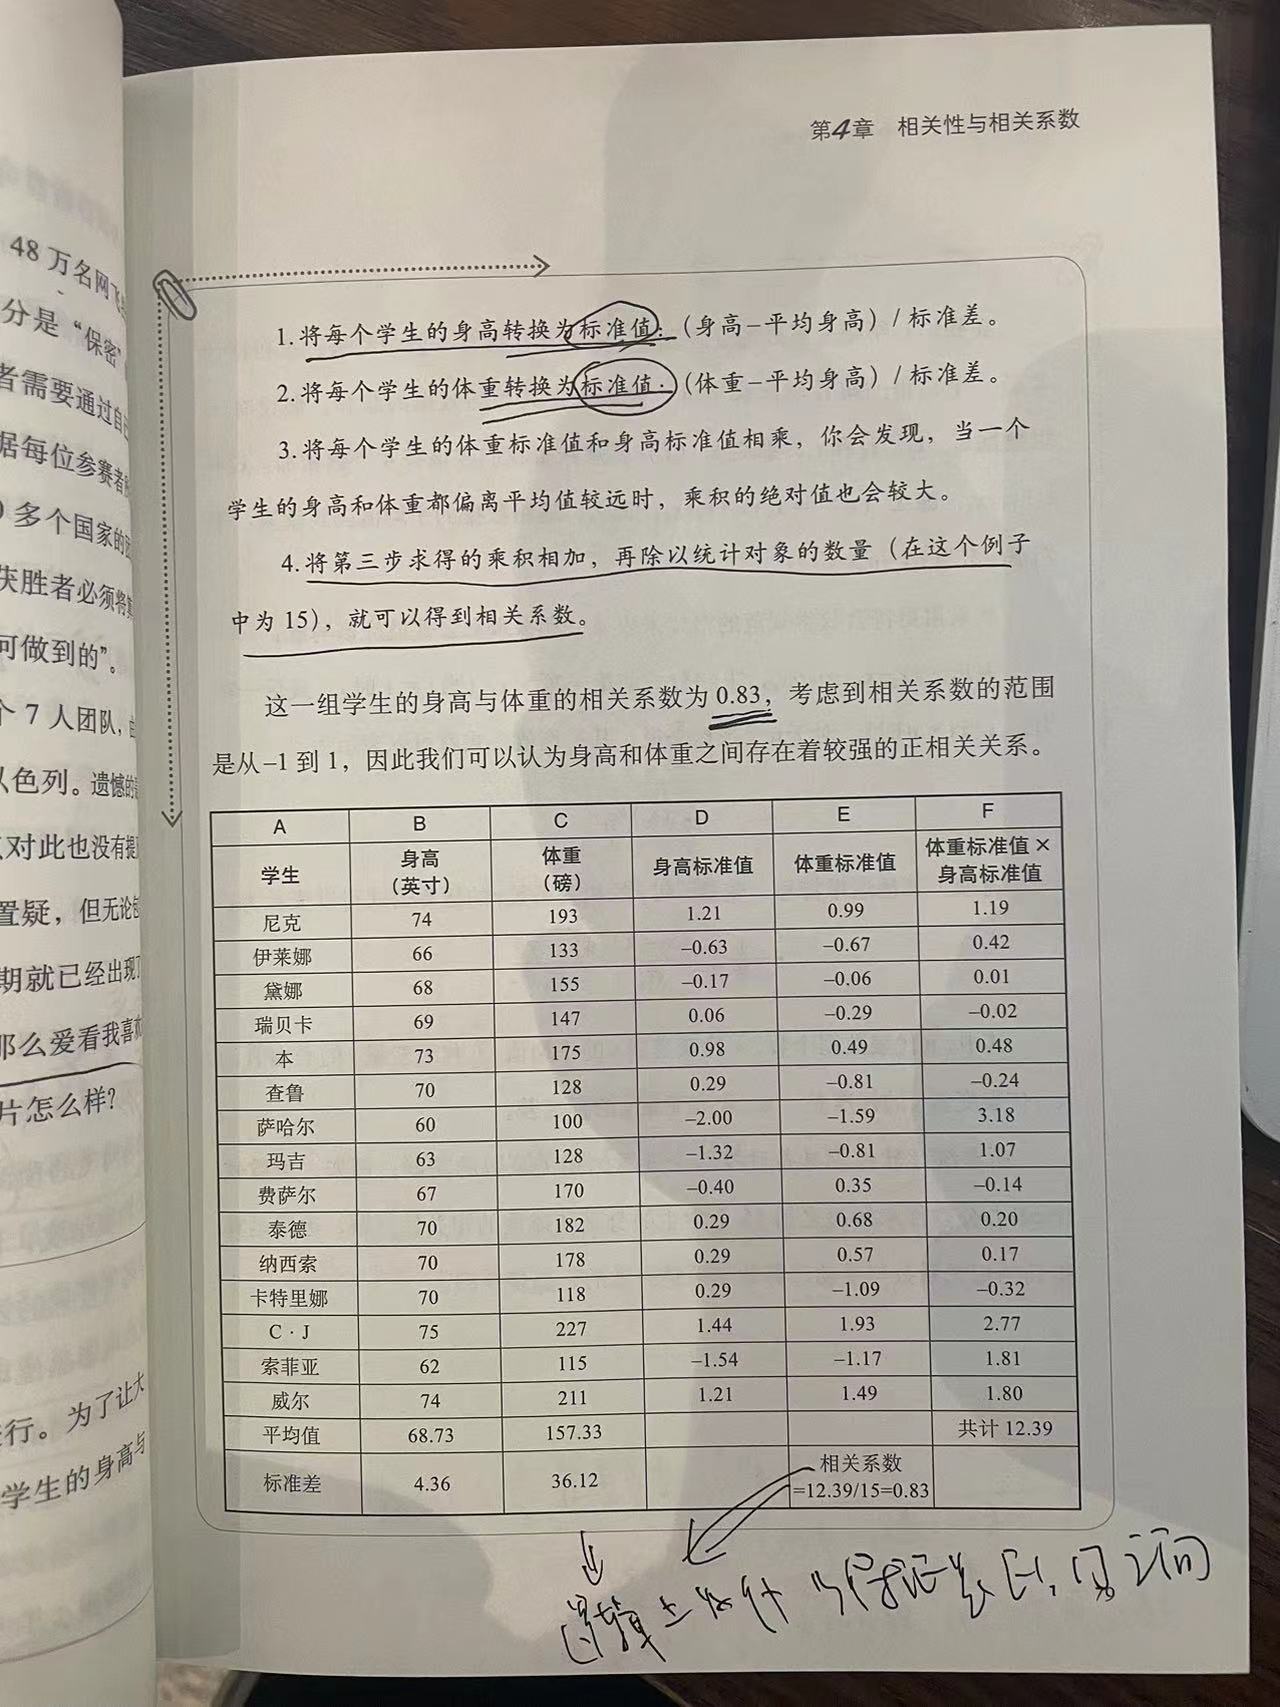 第4章 相关性与相关系数
48万名网飞
分是“保密”
者需要通过自己
据每位参赛者
多个国家的
获胜者必须将
可做到的”。
个7人团队，
以色列。遗憾的
对此也没有提
置疑，但无论
期就已经出现了
那么爱看我喜欢
片怎么样？
行。为了让大
学生的身高与
1.将每个学生的身高转换为标准值：（身高–平均身高）/标准差。
2.将每个学生的体重转换为标准值：（体重–平均身高）/标准差。
3.将每个学生的体重标准值和身高标准值相乘，你会发现，当一个
学生的身高和体重都偏离平均值较远时，乘积的绝对值也会较大。
4.将第三步求得的乘积相加，再除以统计对象的数量（在这个例子
中为15），就可以得到相关系数。
这一组学生的身高与体重的相关系数为0.83，考虑到相关系数的范围
是从–1到1，因此我们可以认为身高和体重之间存在着较强的正相关关系。
A B C D E F
学生 身高（英寸） 体重（磅） 身高标准值 体重标准值 体重标准值×身高标准值
尼克 74 193 1.21 0.99 1.19
伊莱娜 66 133 –0.63 –0.67 0.42
黛娜 68 155 –0.17 –0.06 0.01
瑞贝卡 69 147 0.06 –0.29 –0.02
本 73 175 0.98 0.49 0.48
查鲁 70 128 0.29 –0.81 –0.24
萨哈尔 60 100 –2.00 –1.59 3.18
玛吉 63 128 –1.32 –0.81 1.07
费萨尔 67 170 –0.40 0.35 –0.14
泰德 70 182 0.29 0.68 0.20
纳西索 70 178 0.29 0.57 0.17
卡特里娜 70 118 0.29 –1.09 –0.32
C·J 75 227 1.44 1.93 2.77
索菲亚 62 115 –1.54 –1.17 1.81
威尔 74 211 1.21 1.49 1.80
平均值 68.73 157.33 共计12.39
标准差 4.36 36.12 相关系数=12.39/15=0.83